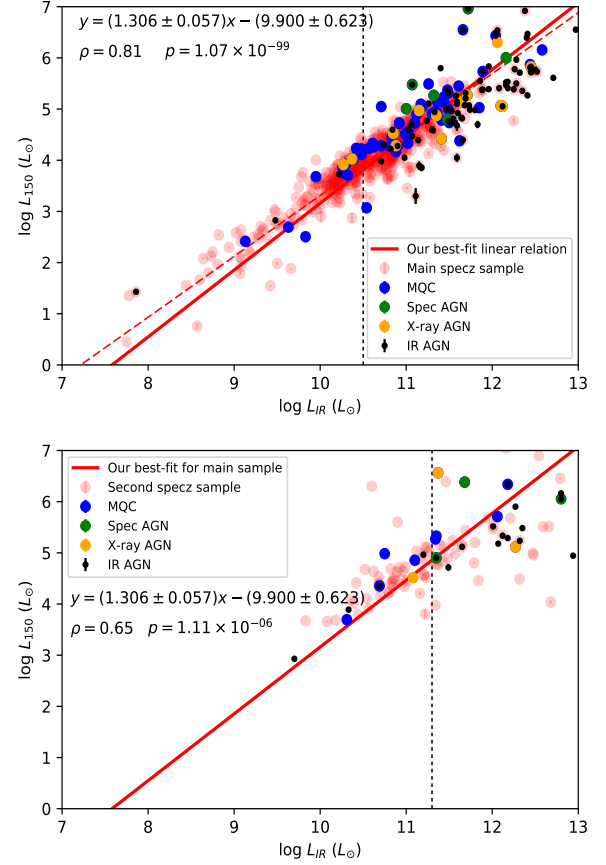 y = (1.306 ± 0.057)x − (9.900 ± 0.623)
ρ = 0.81 p = 1.07 × 10⁻⁹⁹
7
6
5
4
3
2
1
0
log L₁₅₀ (L⊙)
Our best-fit linear relation
Main specz sample
MQC
Spec AGN
X-ray AGN
IR AGN
7 8 9 10 11 12 13
log L_IR (L⊙)
7
6
5
4
3
2
1
0
log L₁₅₀ (L⊙)
Our best-fit for main sample
Second specz sample
MQC
Spec AGN
X-ray AGN
IR AGN
y = (1.306 ± 0.057)x − (9.900 ± 0.623)
ρ = 0.65 p = 1.11 × 10⁻⁰⁶
7 8 9 10 11 12 13
log L_IR (L⊙)